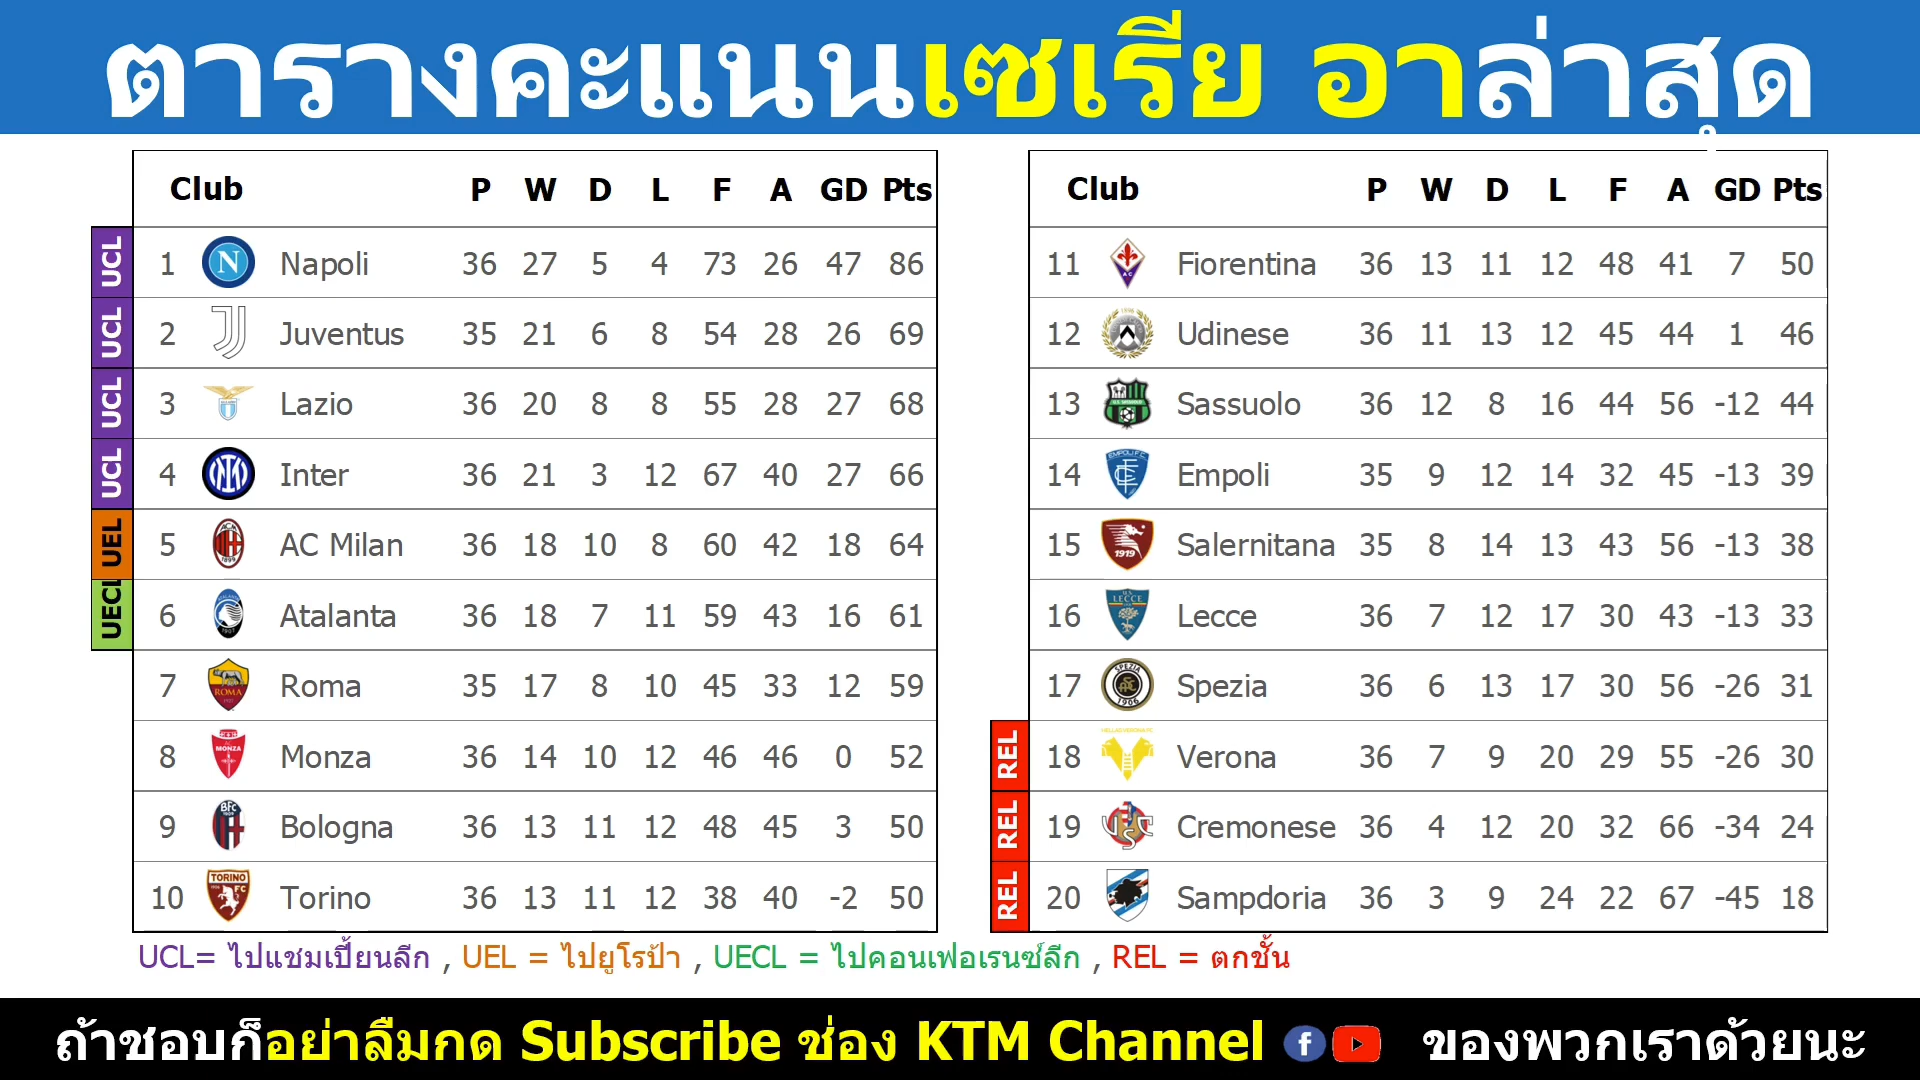 ตารางคะแนนเซเรีย อาล่าสุด
Club P W D L F A GD Pts
UCL 1 Napoli 36 27 5 4 73 26 47 86
UCL 2 Juventus 35 21 6 8 54 28 26 69
UCL 3 Lazio 36 20 8 8 55 28 27 68
UCL 4 Inter 36 21 3 12 67 40 27 66
UEL 5 AC Milan 36 18 10 8 60 42 18 64
UECL 6 Atalanta 36 18 7 11 59 43 16 61
7 Roma 35 17 8 10 45 33 12 59
8 Monza 36 14 10 12 46 46 0 52
9 Bologna 36 13 11 12 48 45 3 50
10 Torino 36 13 11 12 38 40 -2 50
Club P W D L F A GD Pts
11 Fiorentina 36 13 11 12 48 41 7 50
12 Udinese 36 11 13 12 45 44 1 46
13 Sassuolo 36 12 8 16 44 56 -12 44
14 Empoli 35 9 12 14 32 45 -13 39
15 Salernitana 35 8 14 13 43 56 -13 38
16 Lecce 36 7 12 17 30 43 -13 33
17 Spezia 36 6 13 17 30 56 -26 31
REL 18 Verona 36 7 9 20 29 55 -26 30
REL 19 Cremonese 36 4 12 20 32 66 -34 24
REL 20 Sampdoria 36 3 9 24 22 67 -45 18
UCL= ไปแชมเปี้ยนลีก , UEL = ไปยูโรป้า , UECL = ไปคอนเฟอเรนซ์ลีก , REL = ตกชั้น
ถ้าชอบก็อย่าลืมกด Subscribe ช่อง KTM Channel ของพวกเราด้วยนะ